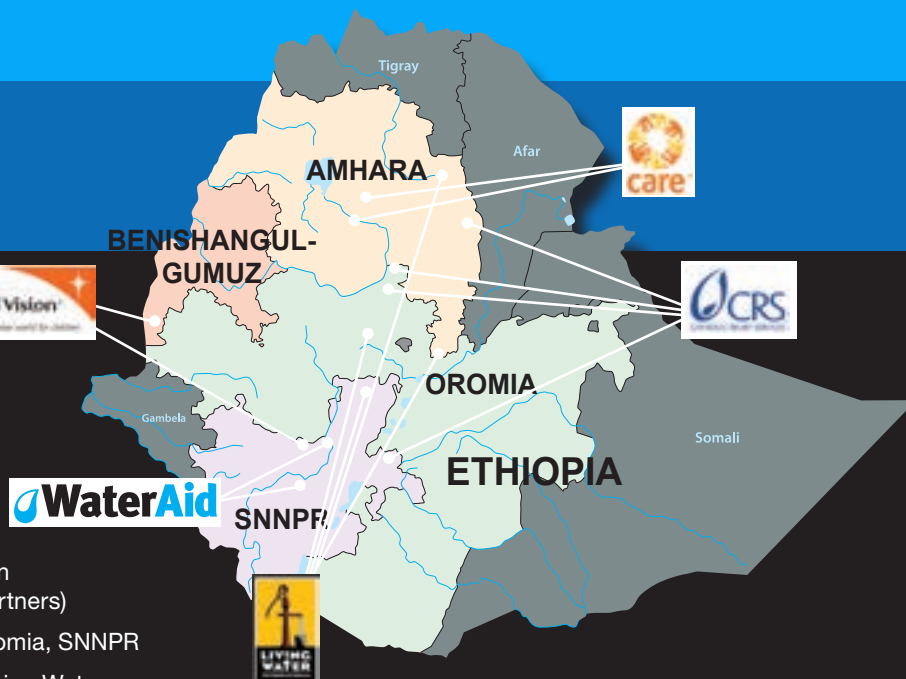 Tigray
Afar
AMHARA
care
BENISHANGUL-
GUMUZ
Vision
CRS
OROMIA
Gambela
Somali
ETHIOPIA
WaterAid
SNNPR
rtners)
omia, SNNPR
LIVING
WATER
Wat